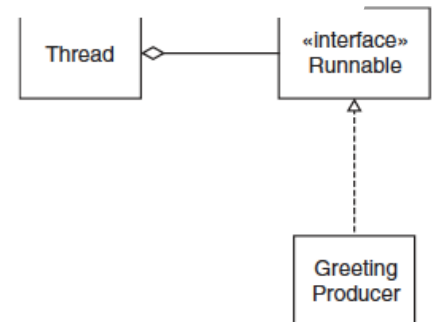 Thread
«interface»
Runnable
Greeting
Producer